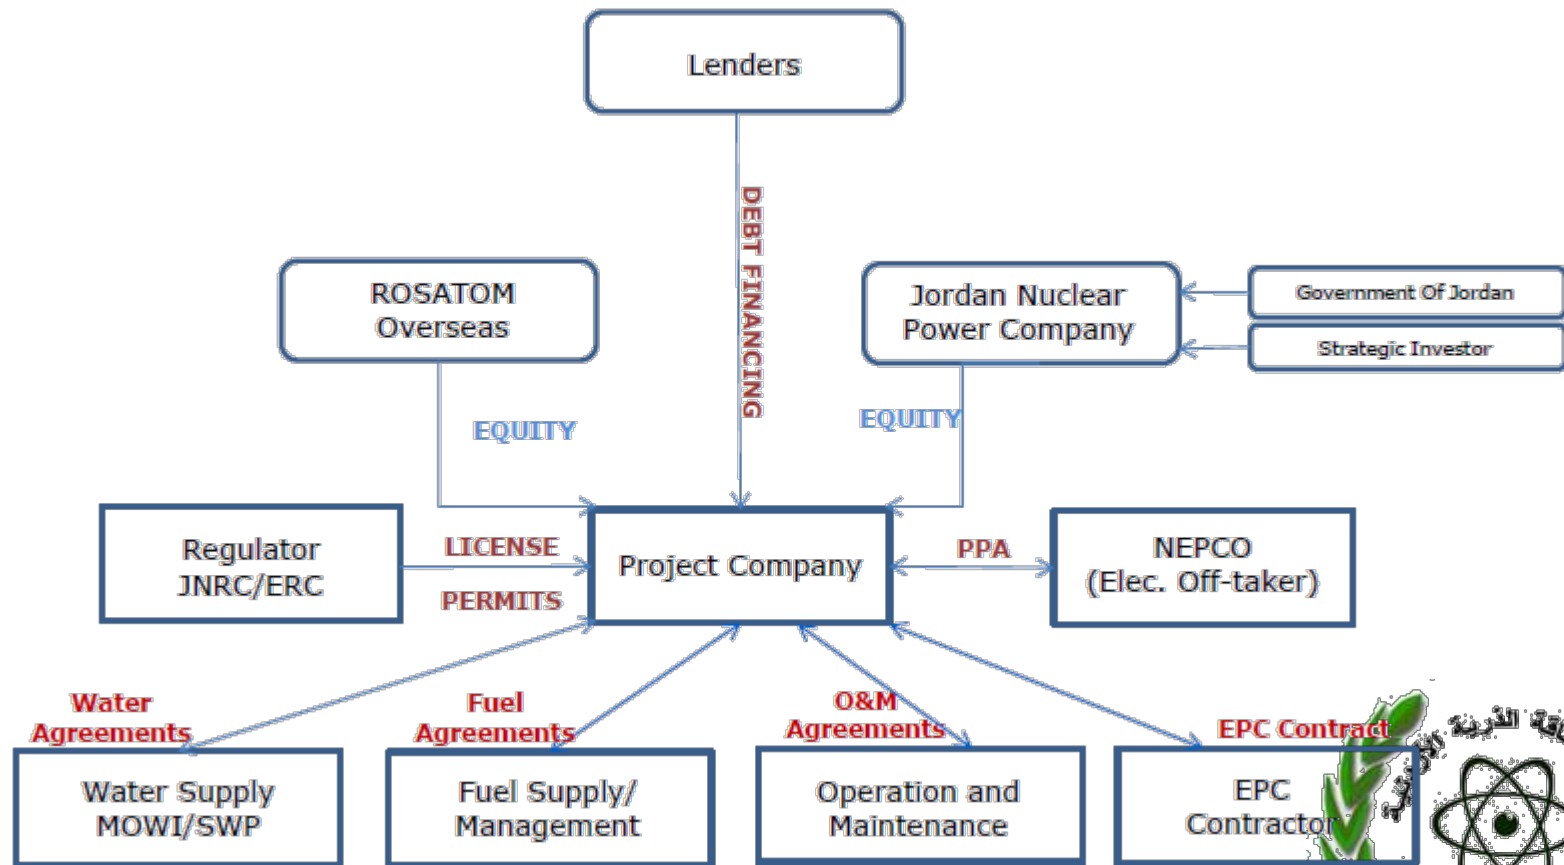 Lenders
DEBT FINANCING
ROSATOM
Overseas
Jordan Nuclear
Power Company
Government Of Jordan
Strategic Investor
EQUITY
EQUITY
Regulator
JNRC/ERC
LICENSE
PERMITS
Project Company
PPA
NEPCO
(Elec. Off-taker)
Water
Agreements
Fuel
Agreements
O&M
Agreements
EPC Contract
Water Supply
MOWI/SWP
Fuel Supply/
Management
Operation and
Maintenance
EPC
Contractor
الذرية